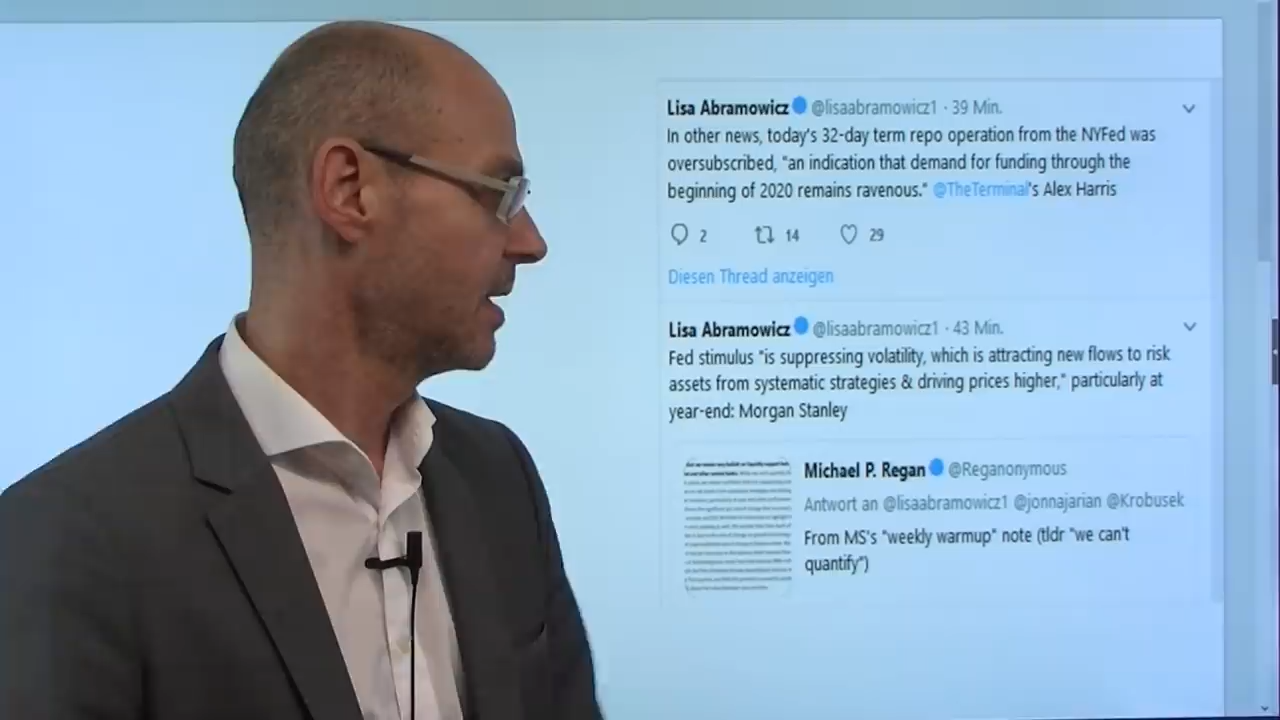 Lisa Abramowicz @lisaabramowicz1 · 39 Min.
In other news, today's 32-day term repo operation from the NYFed was
oversubscribed, "an indication that demand for funding through the
beginning of 2020 remains ravenous." @TheTerminal's Alex Harris
2 14 29
Diesen Thread anzeigen
Lisa Abramowicz @lisaabramowicz1 · 43 Min.
Fed stimulus "is suppressing volatility, which is attracting new flows to risk
assets from systematic strategies & driving prices higher," particularly at
year-end: Morgan Stanley
Michael P. Regan @Reganonymous
Antwort an @lisaabramowicz1 @jonnajarian @Krobusek
From MS's "weekly warmup" note (tldr "we can't
quantify")